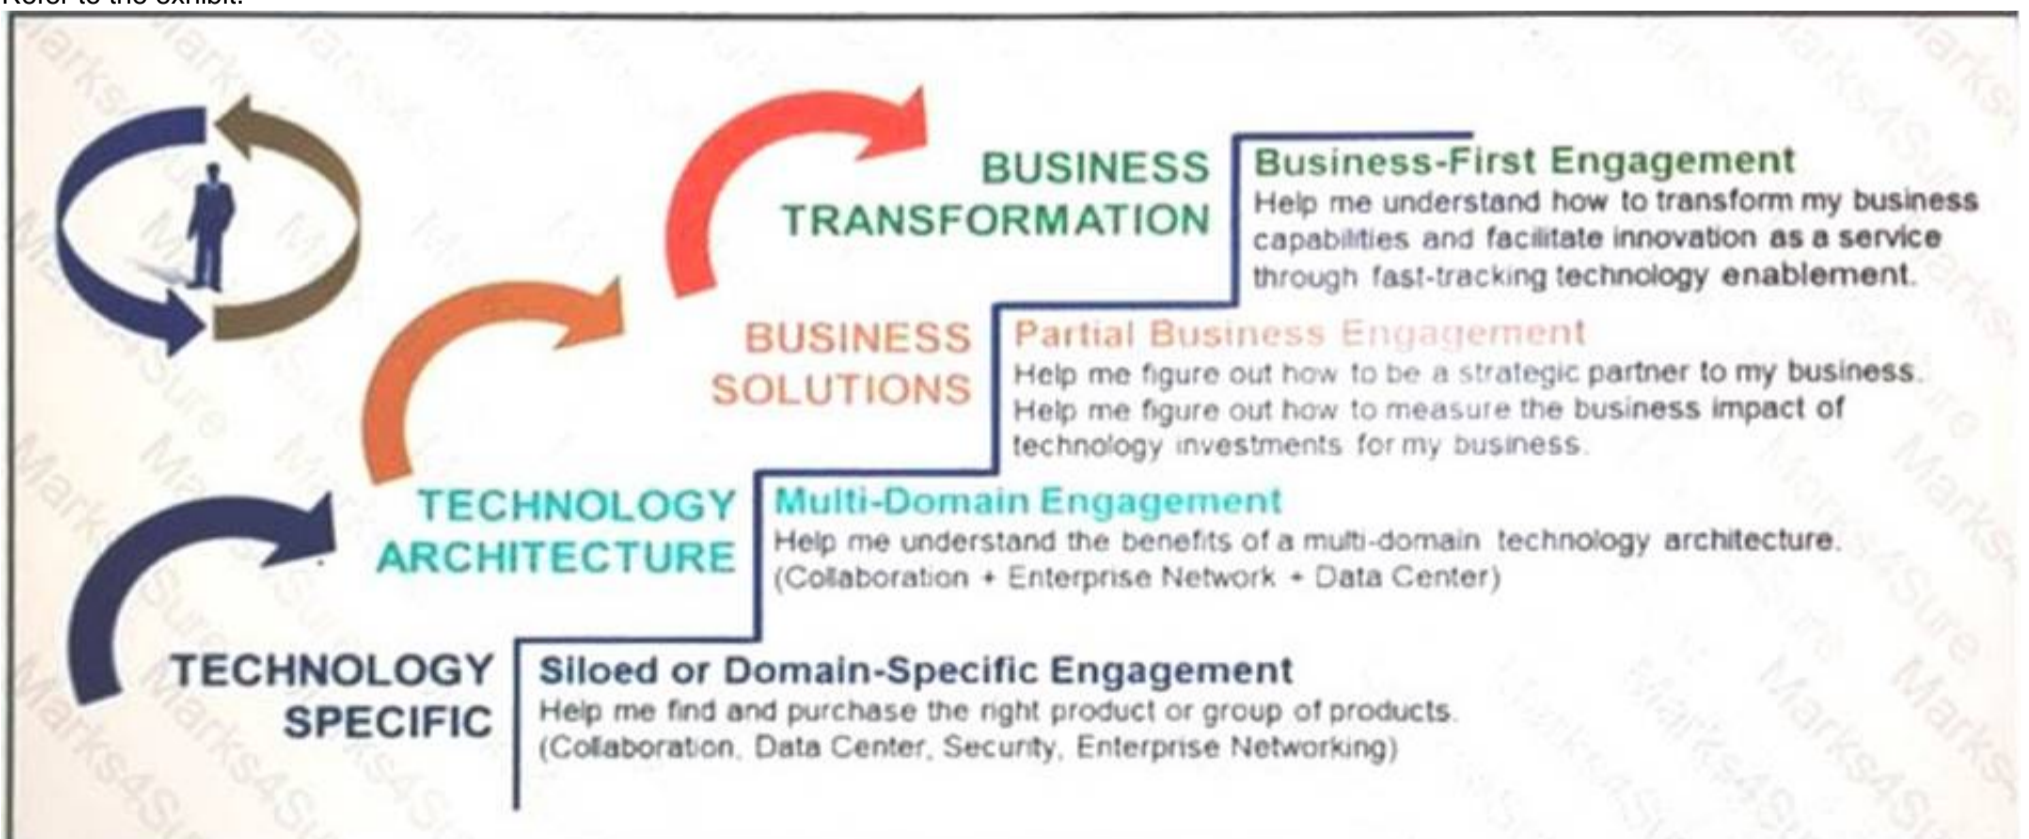 Refer to the exhibit.
BUSINESS
TRANSFORMATION
Business-First Engagement
Help me understand how to transform my business
capabilities and facilitate innovation as a service
through fast-tracking technology enablement.
BUSINESS
SOLUTIONS
Partial Business Engagement
Help me figure out how to be a strategic partner to my business.
Help me figure out how to measure the business impact of
technology investments for my business.
TECHNOLOGY
ARCHITECTURE
Multi-Domain Engagement
Help me understand the benefits of a multi-domain technology architecture.
(Collaboration + Enterprise Network + Data Center)
TECHNOLOGY
SPECIFIC
Siloed or Domain-Specific Engagement
Help me find and purchase the right product or group of products.
(Collaboration, Data Center, Security, Enterprise Networking)
Marks4Sure